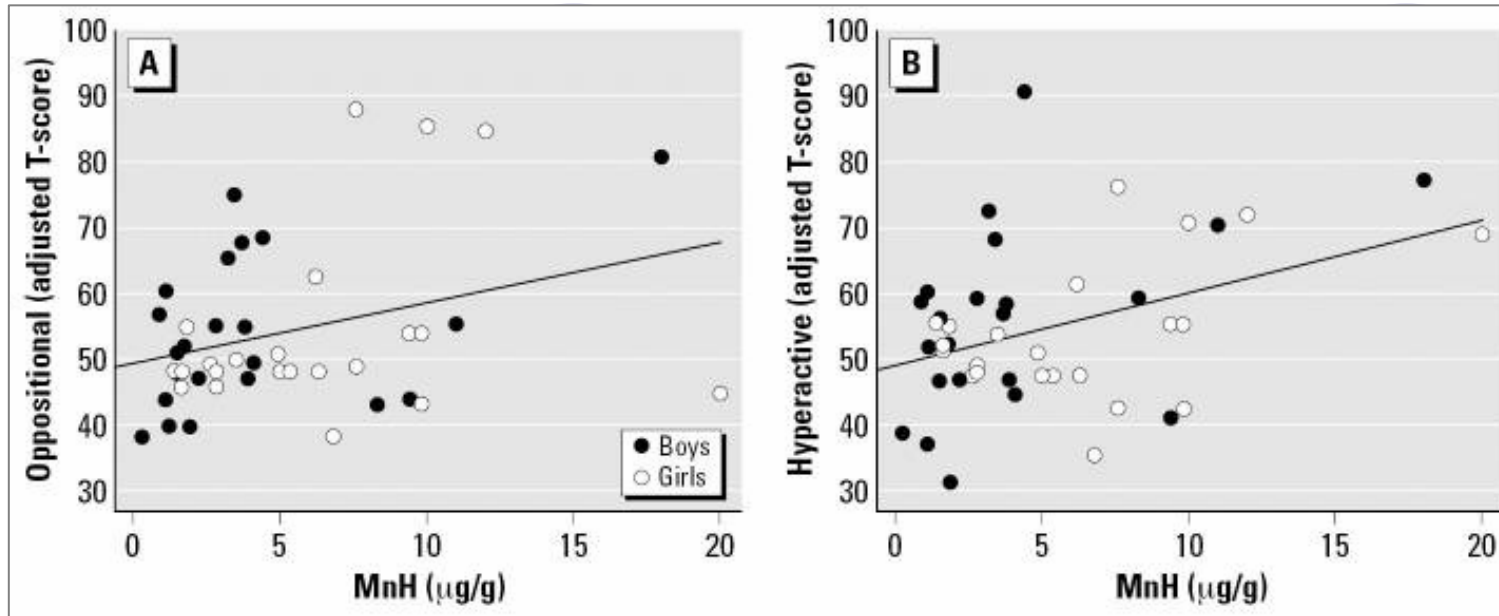 A
Oppositional (adjusted T-score)
100
90
80
70
60
50
40
30
0 5 10 15 20
MnH (μg/g)
Boys
Girls
B
Hyperactive (adjusted T-score)
100
90
80
70
60
50
40
30
0 5 10 15 20
MnH (μg/g)